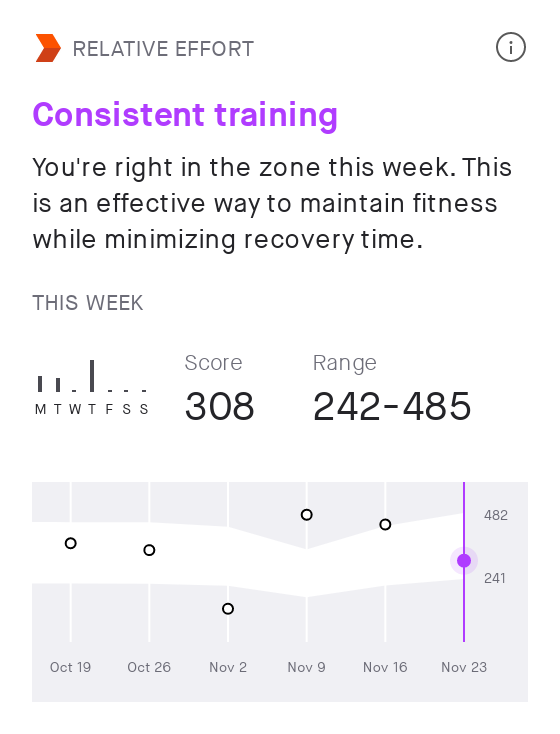 RELATIVE EFFORT
Consistent training
You're right in the zone this week. This
is an effective way to maintain fitness
while minimizing recovery time.
THIS WEEK
Score
Range
M T W T F S S
308
242-485
482
241
Oct 19 Oct 26 Nov 2 Nov 9 Nov 16 Nov 23